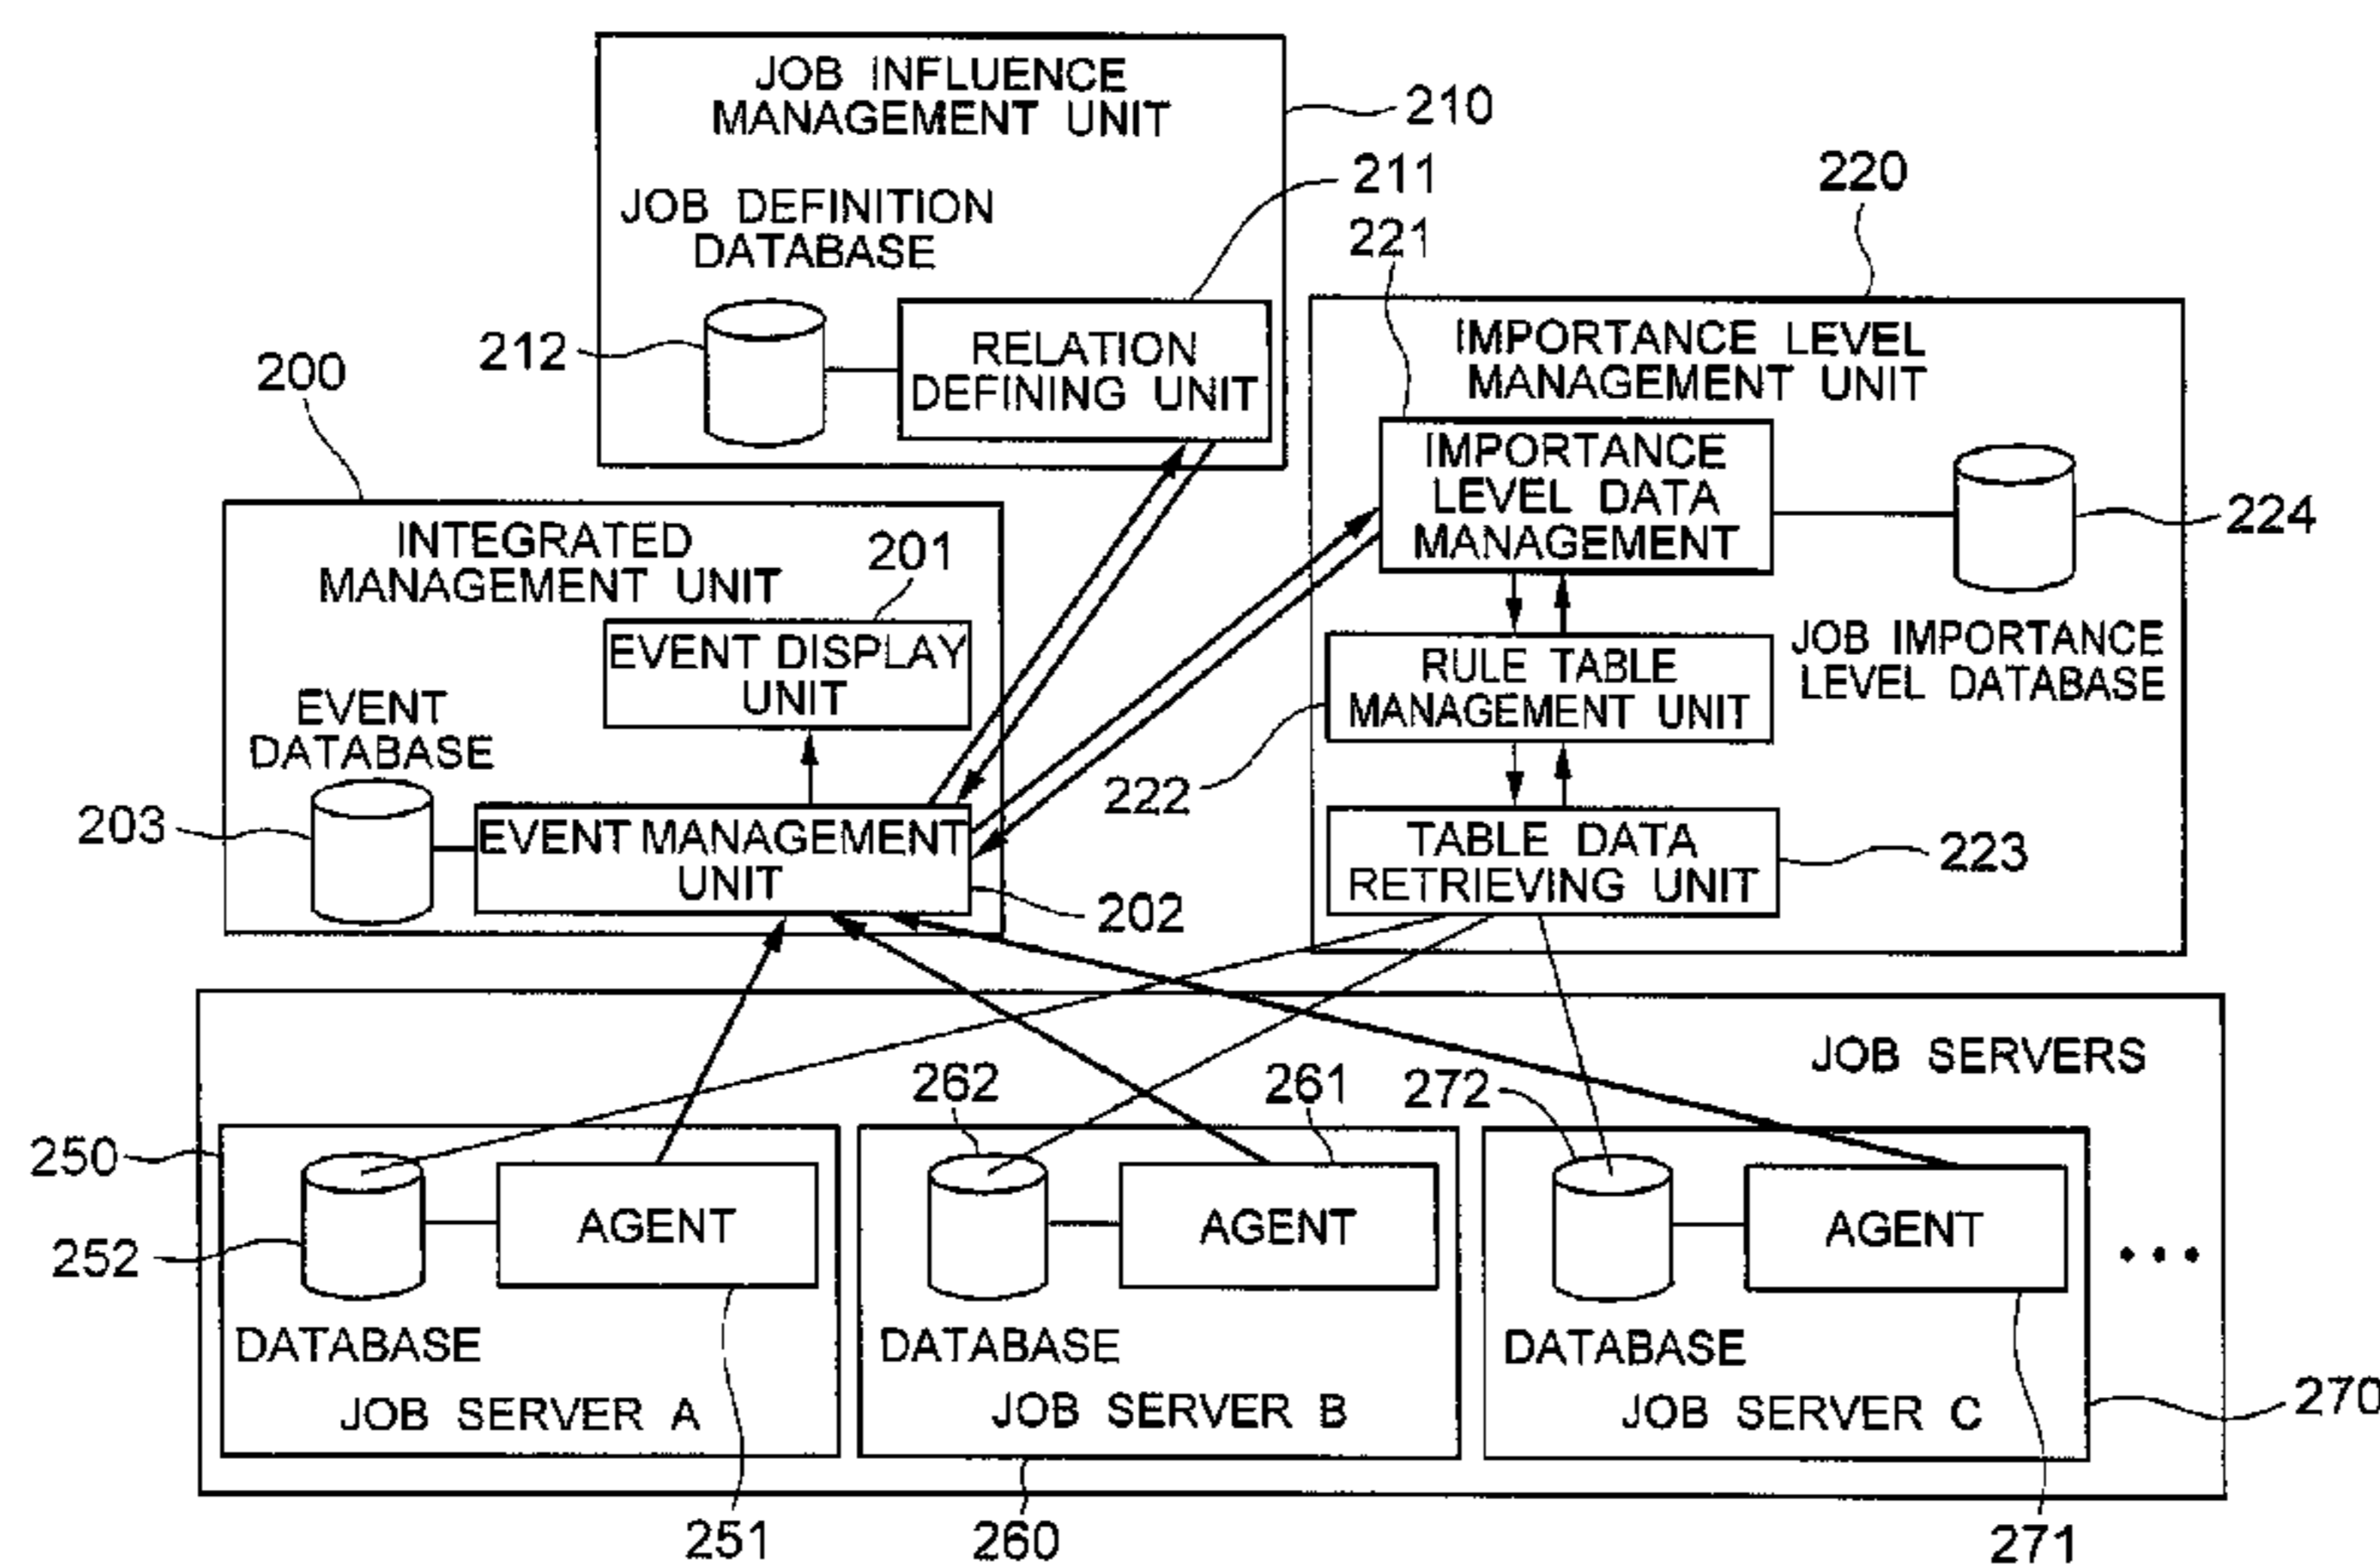 JOB INFLUENCE
MANAGEMENT UNIT
210
211
JOB DEFINITION
DATABASE
212
RELATION
DEFINING UNIT
220
221
IMPORTANCE LEVEL
MANAGEMENT UNIT
IMPORTANCE
LEVEL DATA
MANAGEMENT
224
JOB IMPORTANCE
LEVEL DATABASE
RULE TABLE
MANAGEMENT UNIT
222
TABLE DATA
RETRIEVING UNIT
223
200
INTEGRATED
MANAGEMENT UNIT
201
EVENT DISPLAY
UNIT
EVENT
DATABASE
203
EVENT MANAGEMENT
UNIT
202
JOB SERVERS
250
252
AGENT
DATABASE
JOB SERVER A
251
262
261
AGENT
DATABASE
JOB SERVER B
260
272
AGENT
DATABASE
JOB SERVER C
270
271